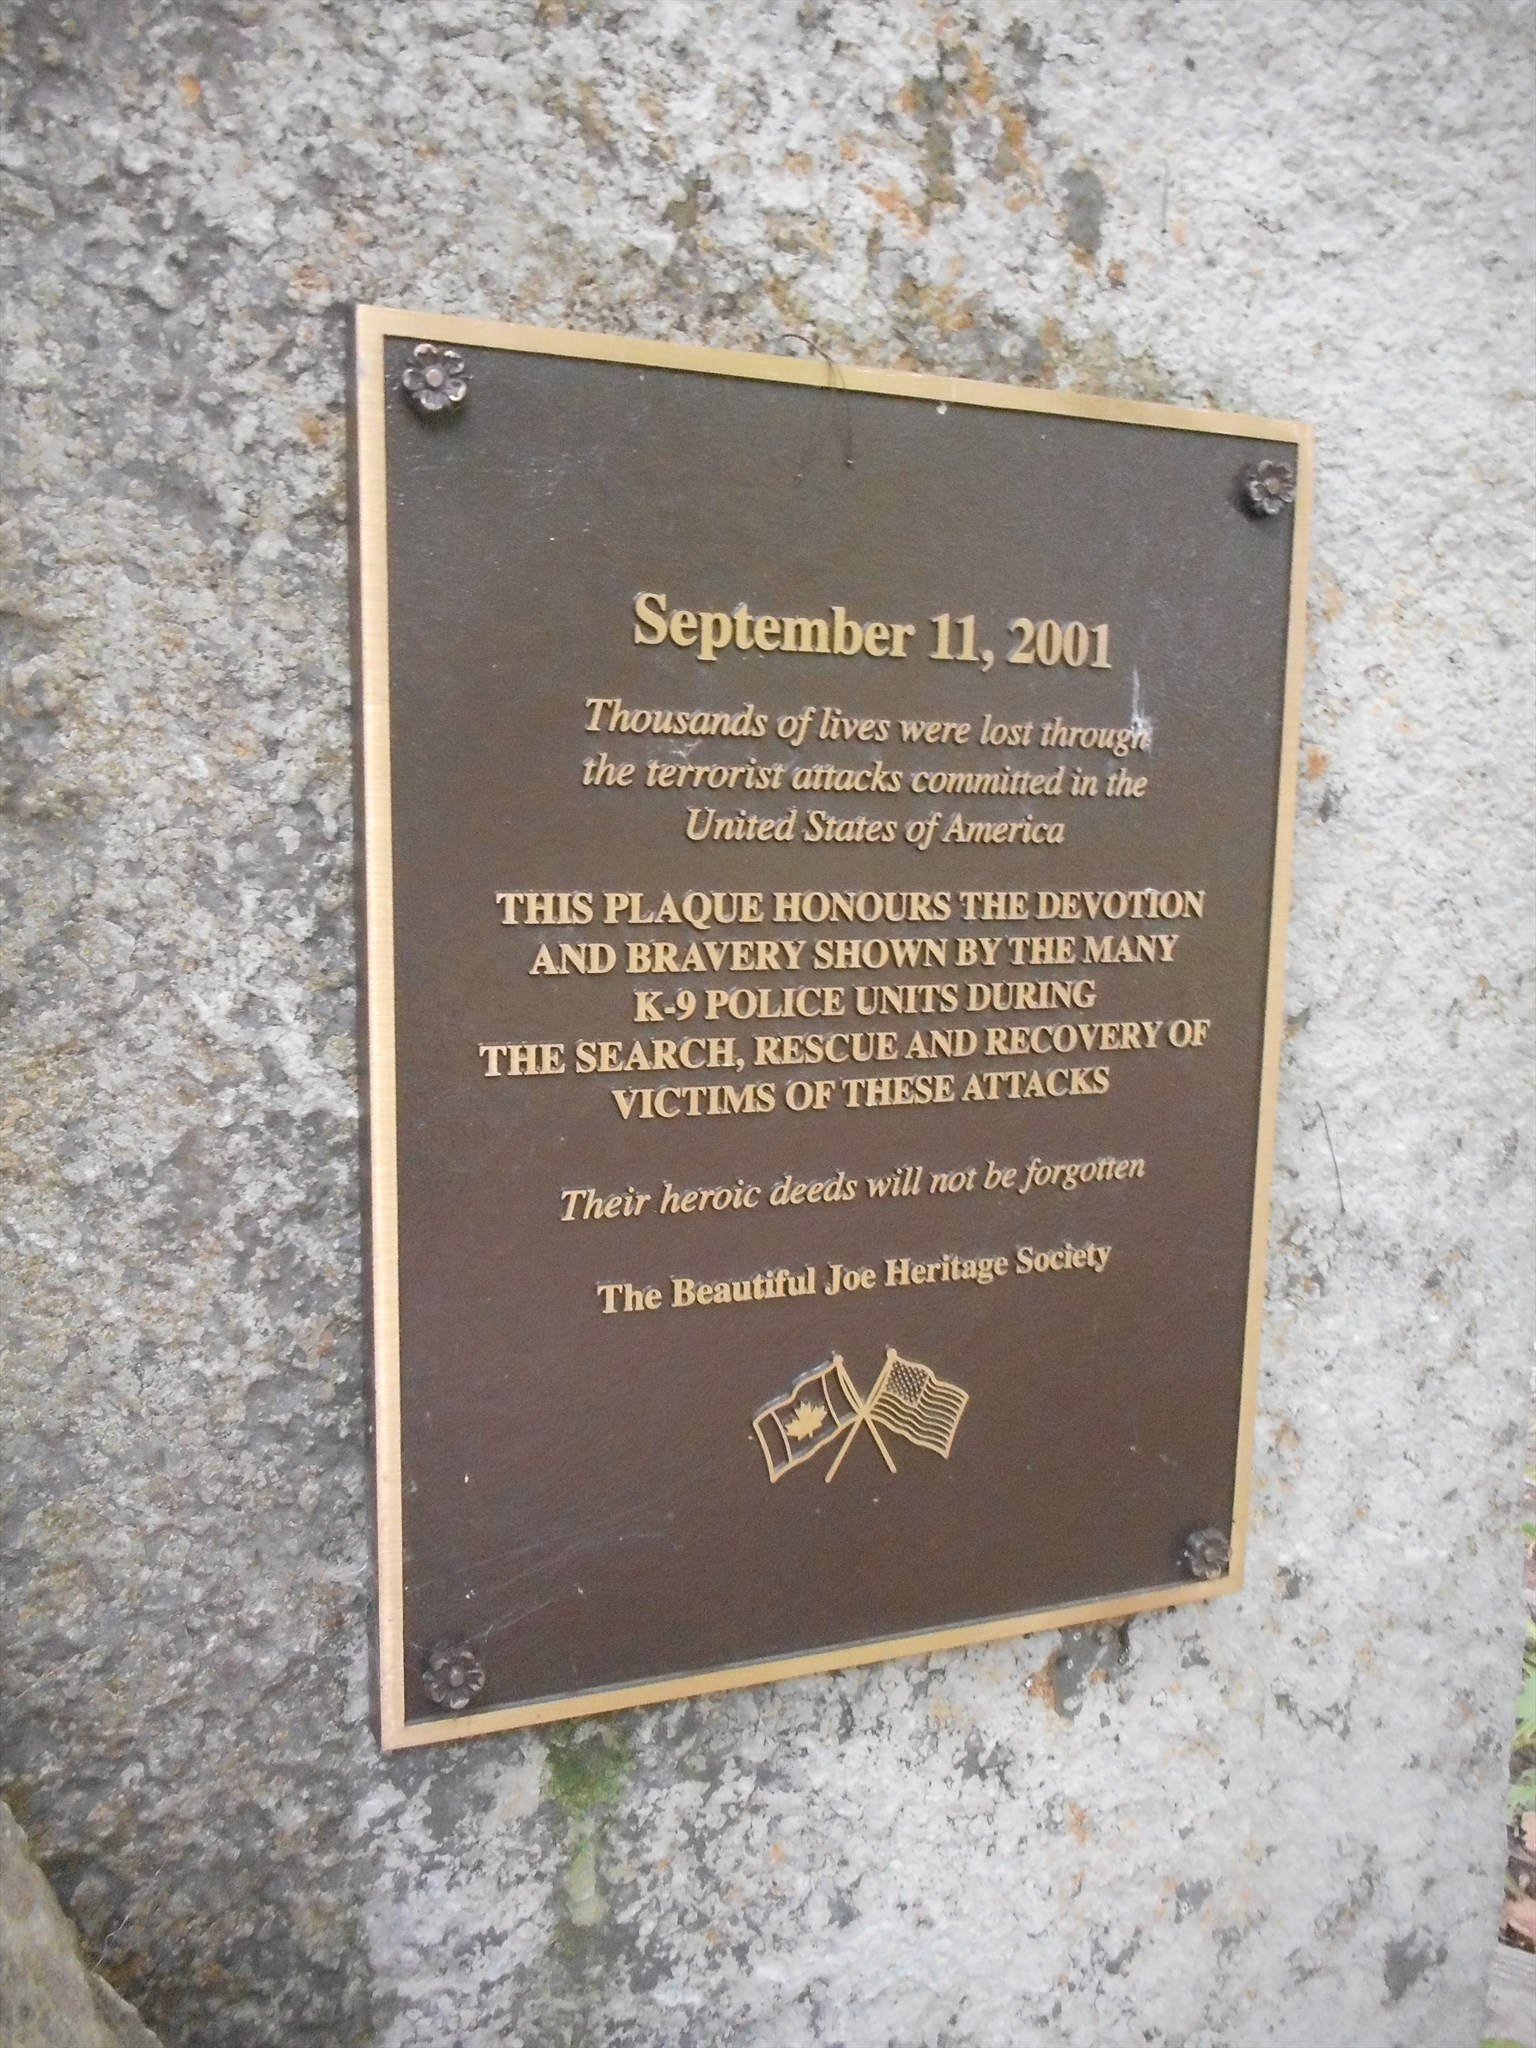 September 11, 2001
Thousands of lives were lost through
the terrorist attacks committed in the
United States of America
THIS PLAQUE HONOURS THE DEVOTION
AND BRAVERY SHOWN BY THE MANY
K-9 POLICE UNITS DURING
THE SEARCH, RESCUE AND RECOVERY OF
VICTIMS OF THESE ATTACKS
Their heroic deeds will not be forgotten
The Beautiful Joe Heritage Society